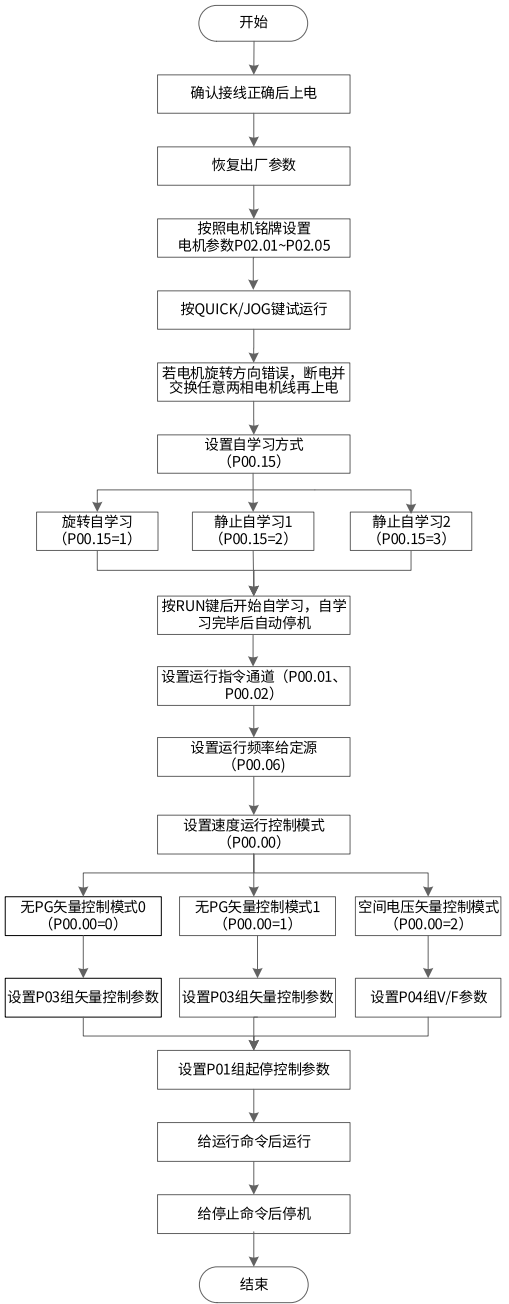 开始
确认接线正确后上电
恢复出厂参数
按照电机铭牌设置
电机参数P02.01~P02.05
按QUICK/JOG键试运行
若电机旋转方向错误，断电并
交换任意两相电机线再上电
设置自学习方式
（P00.15）
旋转自学习
（P00.15=1）
静止自学习1
（P00.15=2）
静止自学习2
（P00.15=3）
按RUN键后开始自学习，自学
习完毕后自动停机
设置运行指令通道（P00.01、
P00.02）
设置运行频率给定源
（P00.06)
设置速度运行控制模式
（P00.00）
无PG矢量控制模式0
（P00.00=0）
无PG矢量控制模式1
（P00.00=1）
空间电压矢量控制模式
（P00.00=2）
设置P03组矢量控制参数
设置P03组矢量控制参数
设置P04组V/F参数
设置P01组起停控制参数
给运行命令后运行
给停止命令后停机
结束